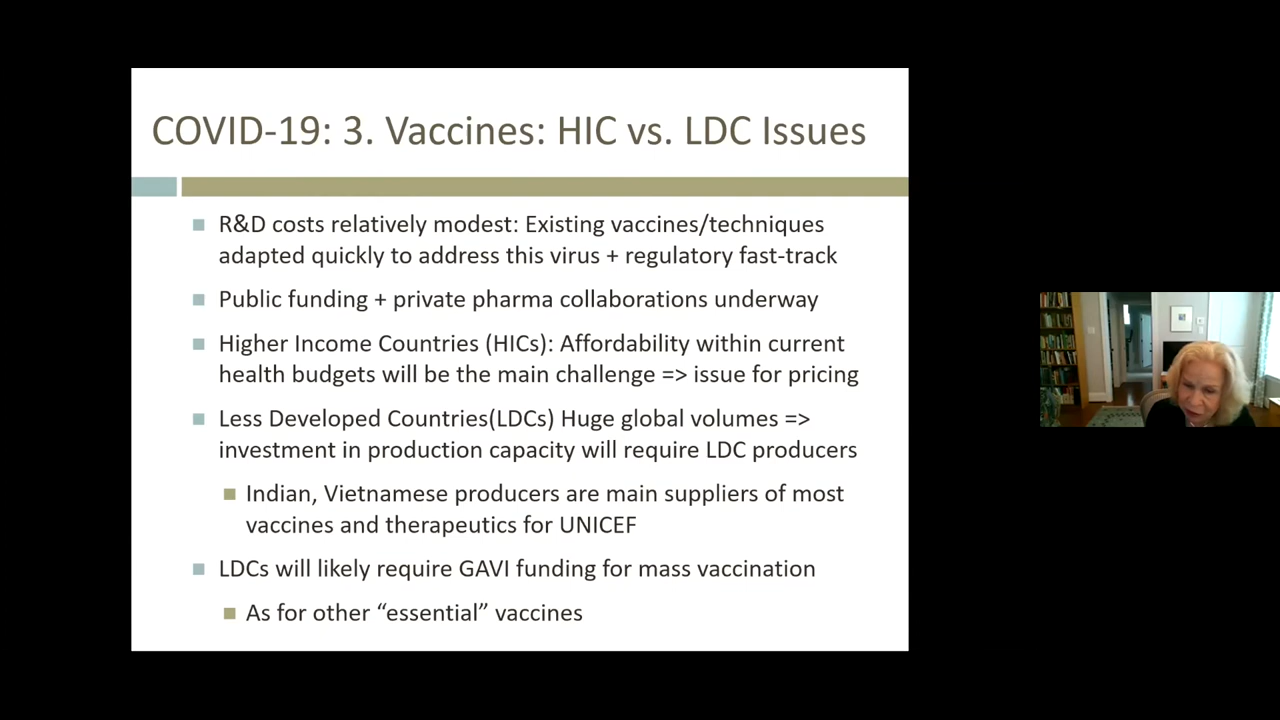 COVID-19: 3. Vaccines: HIC vs. LDC Issues
R&D costs relatively modest: Existing vaccines/techniques
adapted quickly to address this virus + regulatory fast-track
Public funding + private pharma collaborations underway
Higher Income Countries (HICs): Affordability within current
health budgets will be the main challenge => issue for pricing
Less Developed Countries(LDCs) Huge global volumes =>
investment in production capacity will require LDC producers
Indian, Vietnamese producers are main suppliers of most
vaccines and therapeutics for UNICEF
LDCs will likely require GAVI funding for mass vaccination
As for other “essential” vaccines